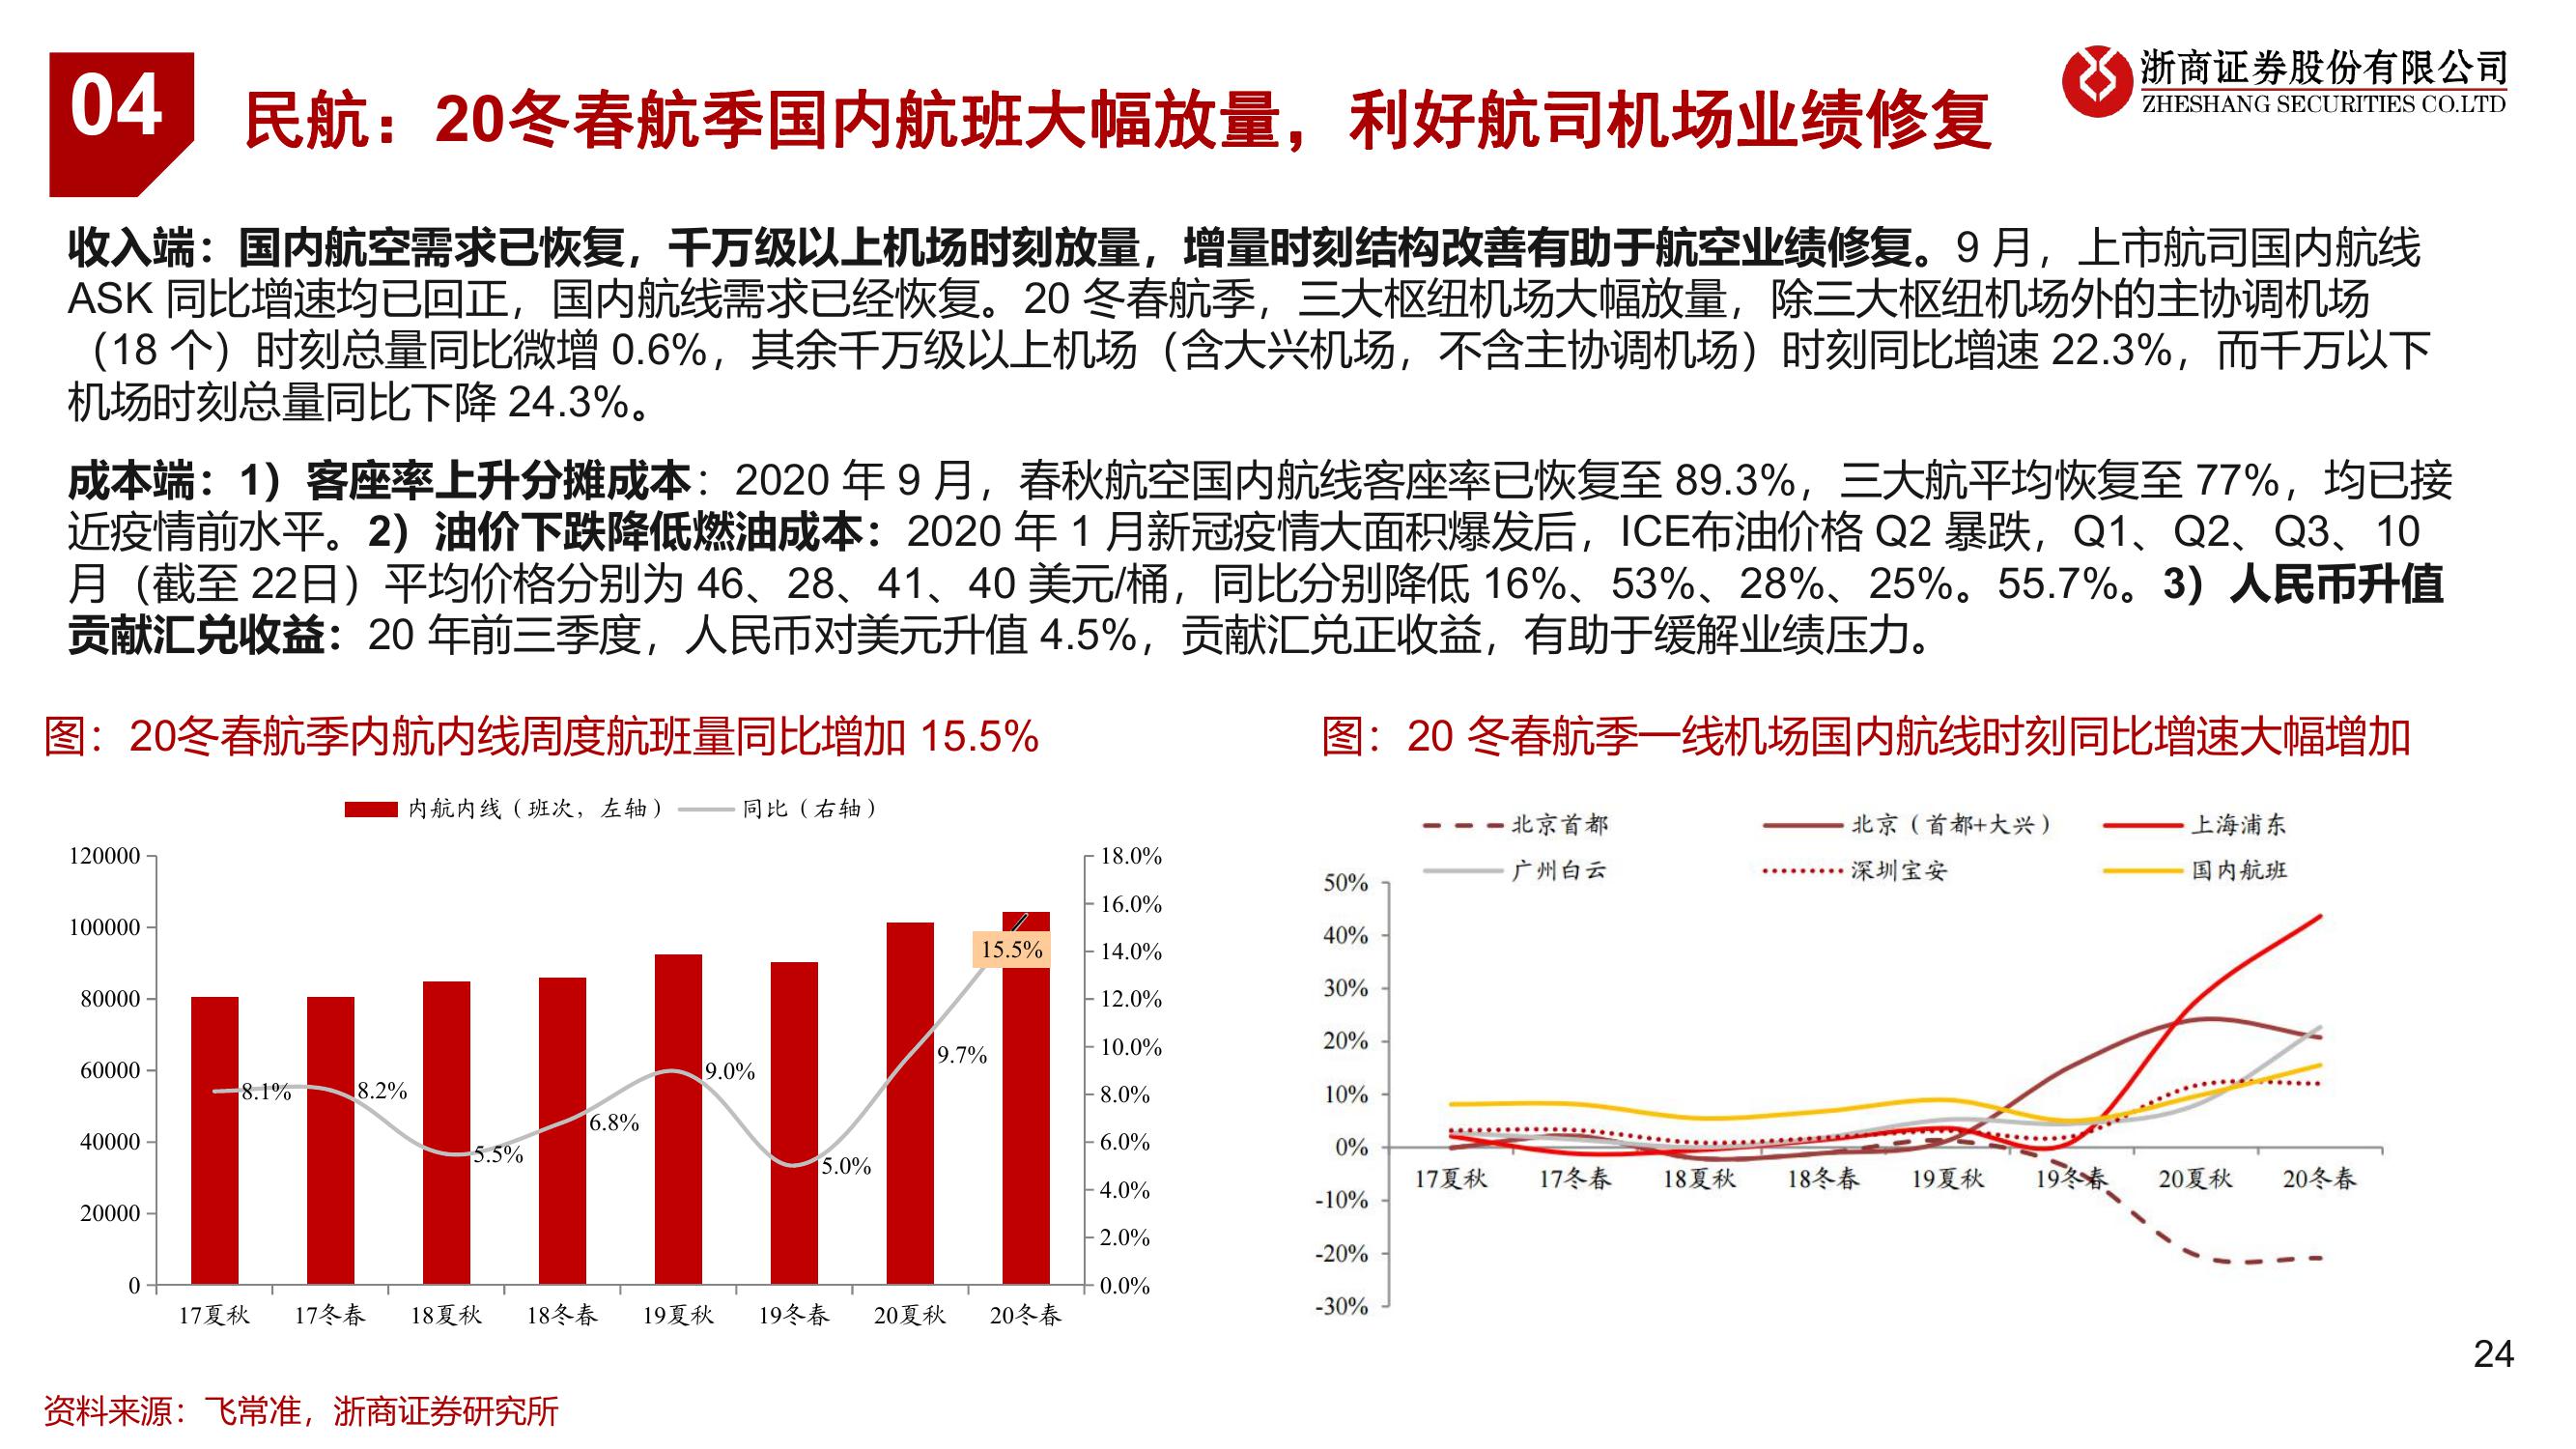 04
民航：20冬春航季国内航班大幅放量，利好航司机场业绩修复
浙商证券股份有限公司
ZHESHANG SECURITIES CO.LTD
收入端：国内航空需求已恢复，千万级以上机场时刻放量，增量时刻结构改善有助于航空业绩修复。9 月，上市航司国内航线
ASK 同比增速均已回正，国内航线需求已经恢复。20 冬春航季，三大枢纽机场大幅放量，除三大枢纽机场外的主协调机场
（18 个）时刻总量同比微增 0.6%，其余千万级以上机场（含大兴机场，不含主协调机场）时刻同比增速 22.3%，而千万以下
机场时刻总量同比下降 24.3%。
成本端：1）客座率上升分摊成本：2020 年 9 月，春秋航空国内航线客座率已恢复至 89.3%，三大航平均恢复至 77%，均已接
近疫情前水平。2）油价下跌降低燃油成本：2020 年 1 月新冠疫情大面积爆发后，ICE布油价格 Q2 暴跌，Q1、Q2、Q3、10
月（截至 22日）平均价格分别为 46、28、41、40 美元/桶，同比分别降低 16%、53%、28%、25%。55.7%。3）人民币升值
贡献汇兑收益：20 年前三季度，人民币对美元升值 4.5%，贡献汇兑正收益，有助于缓解业绩压力。
图：20冬春航季内航内线周度航班量同比增加 15.5%
内航内线（班次，左轴） 同比（右轴）
120000
100000
80000
60000
40000
20000
0
18.0%
16.0%
14.0%
12.0%
10.0%
8.0%
6.0%
4.0%
2.0%
0.0%
8.1%
8.2%
5.5%
6.8%
9.0%
5.0%
9.7%
15.5%
17夏秋 17冬春 18夏秋 18冬春 19夏秋 19冬春 20夏秋 20冬春
图：20 冬春航季一线机场国内航线时刻同比增速大幅增加
北京首都 北京（首都+大兴） 上海浦东
广州白云 深圳宝安 国内航班
50%
40%
30%
20%
10%
0%
-10%
-20%
-30%
17夏秋 17冬春 18夏秋 18冬春 19夏秋 19冬春 20夏秋 20冬春
24
资料来源：飞常准，浙商证券研究所